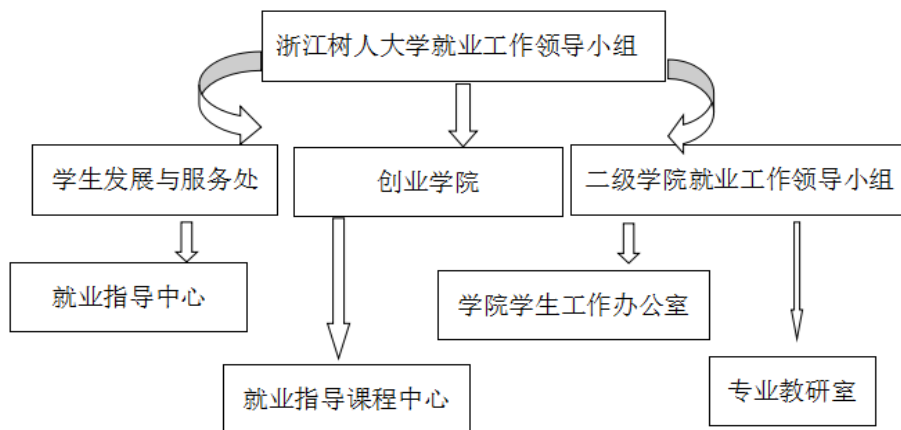 浙江树人大学就业工作领导小组
学生发展与服务处
创业学院
二级学院就业工作领导小组
就业指导中心
学院学生工作办公室
就业指导课程中心
专业教研室